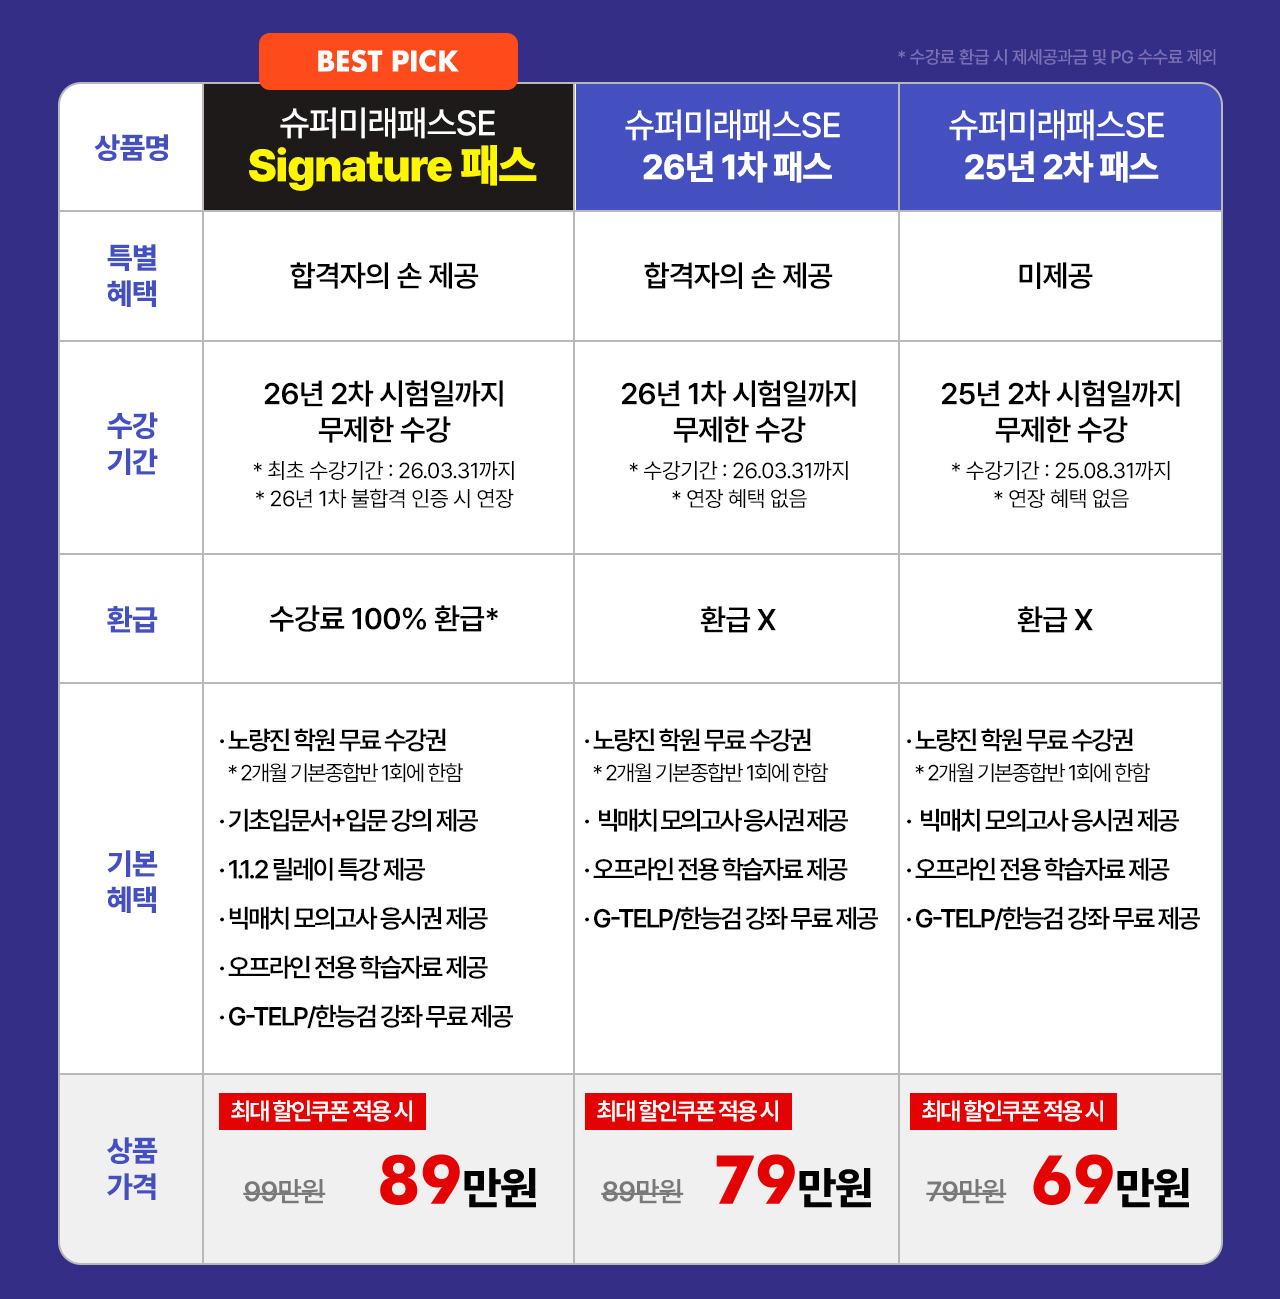 BEST PICK
* 수강료 환급 시 제세공과금 및 PG 수수료 제외
상품명
슈퍼미래패스SE
Signature 패스
슈퍼미래패스SE
26년 1차 패스
슈퍼미래패스SE
25년 2차 패스
특별
혜택
합격자의 손 제공
합격자의 손 제공
미제공
수강
기간
26년 2차 시험일까지
무제한 수강
* 최초 수강기간 : 26.03.31까지
* 26년 1차 불합격 인증 시 연장
26년 1차 시험일까지
무제한 수강
* 수강기간 : 26.03.31까지
* 연장 혜택 없음
25년 2차 시험일까지
무제한 수강
* 수강기간 : 25.08.31까지
* 연장 혜택 없음
환급
수강료 100% 환급*
환급 X
환급 X
기본
혜택
· 노량진 학원 무료 수강권
* 2개월 기본종합반 1회에 한함
· 기초입문서+입문 강의 제공
· 1.1.2 릴레이 특강 제공
· 빅매치 모의고사 응시권 제공
· 오프라인 전용 학습자료 제공
· G-TELP/한능검 강좌 무료 제공
· 노량진 학원 무료 수강권
* 2개월 기본종합반 1회에 한함
· 빅매치 모의고사 응시권 제공
· 오프라인 전용 학습자료 제공
· G-TELP/한능검 강좌 무료 제공
· 노량진 학원 무료 수강권
* 2개월 기본종합반 1회에 한함
· 빅매치 모의고사 응시권 제공
· 오프라인 전용 학습자료 제공
· G-TELP/한능검 강좌 무료 제공
상품
가격
최대 할인쿠폰 적용 시
99만원 89만원
최대 할인쿠폰 적용 시
89만원 79만원
최대 할인쿠폰 적용 시
79만원 69만원